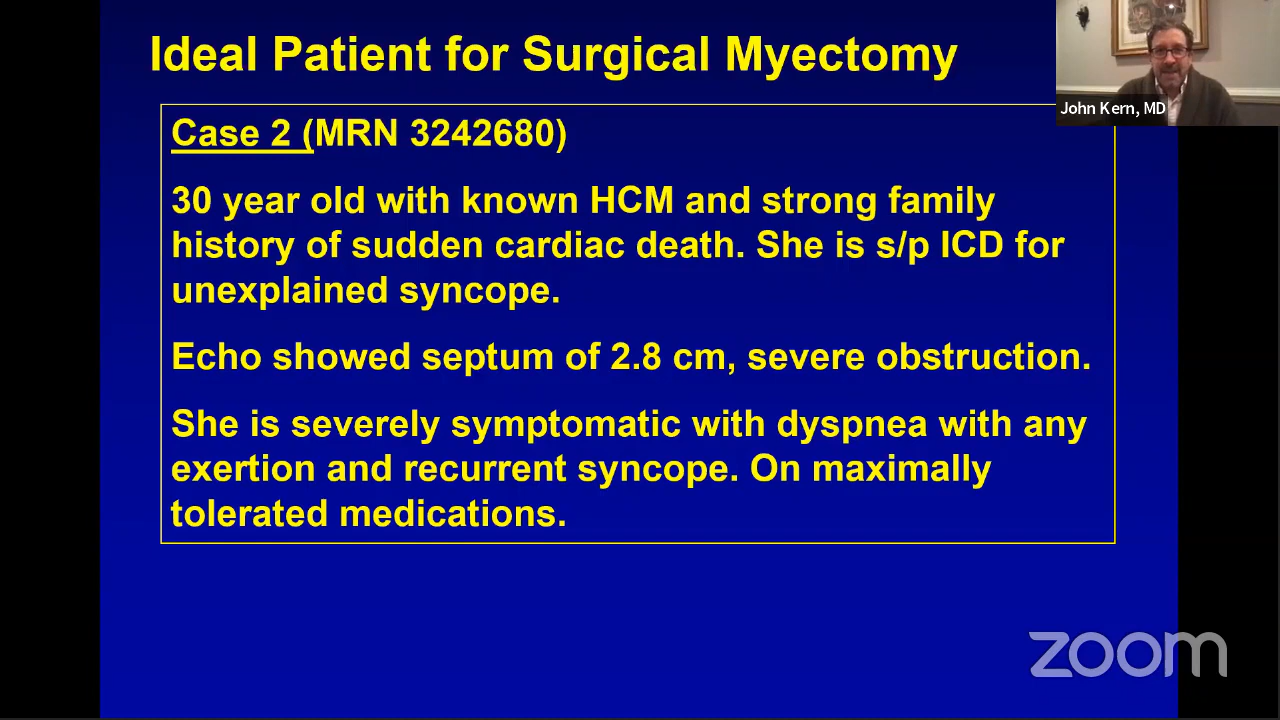 Ideal Patient for Surgical Myectomy
John Kern, MD
Case 2 (MRN 3242680)
30 year old with known HCM and strong family
history of sudden cardiac death. She is s/p ICD for
unexplained syncope.
Echo showed septum of 2.8 cm, severe obstruction.
She is severely symptomatic with dyspnea with any
exertion and recurrent syncope. On maximally
tolerated medications.
zoom